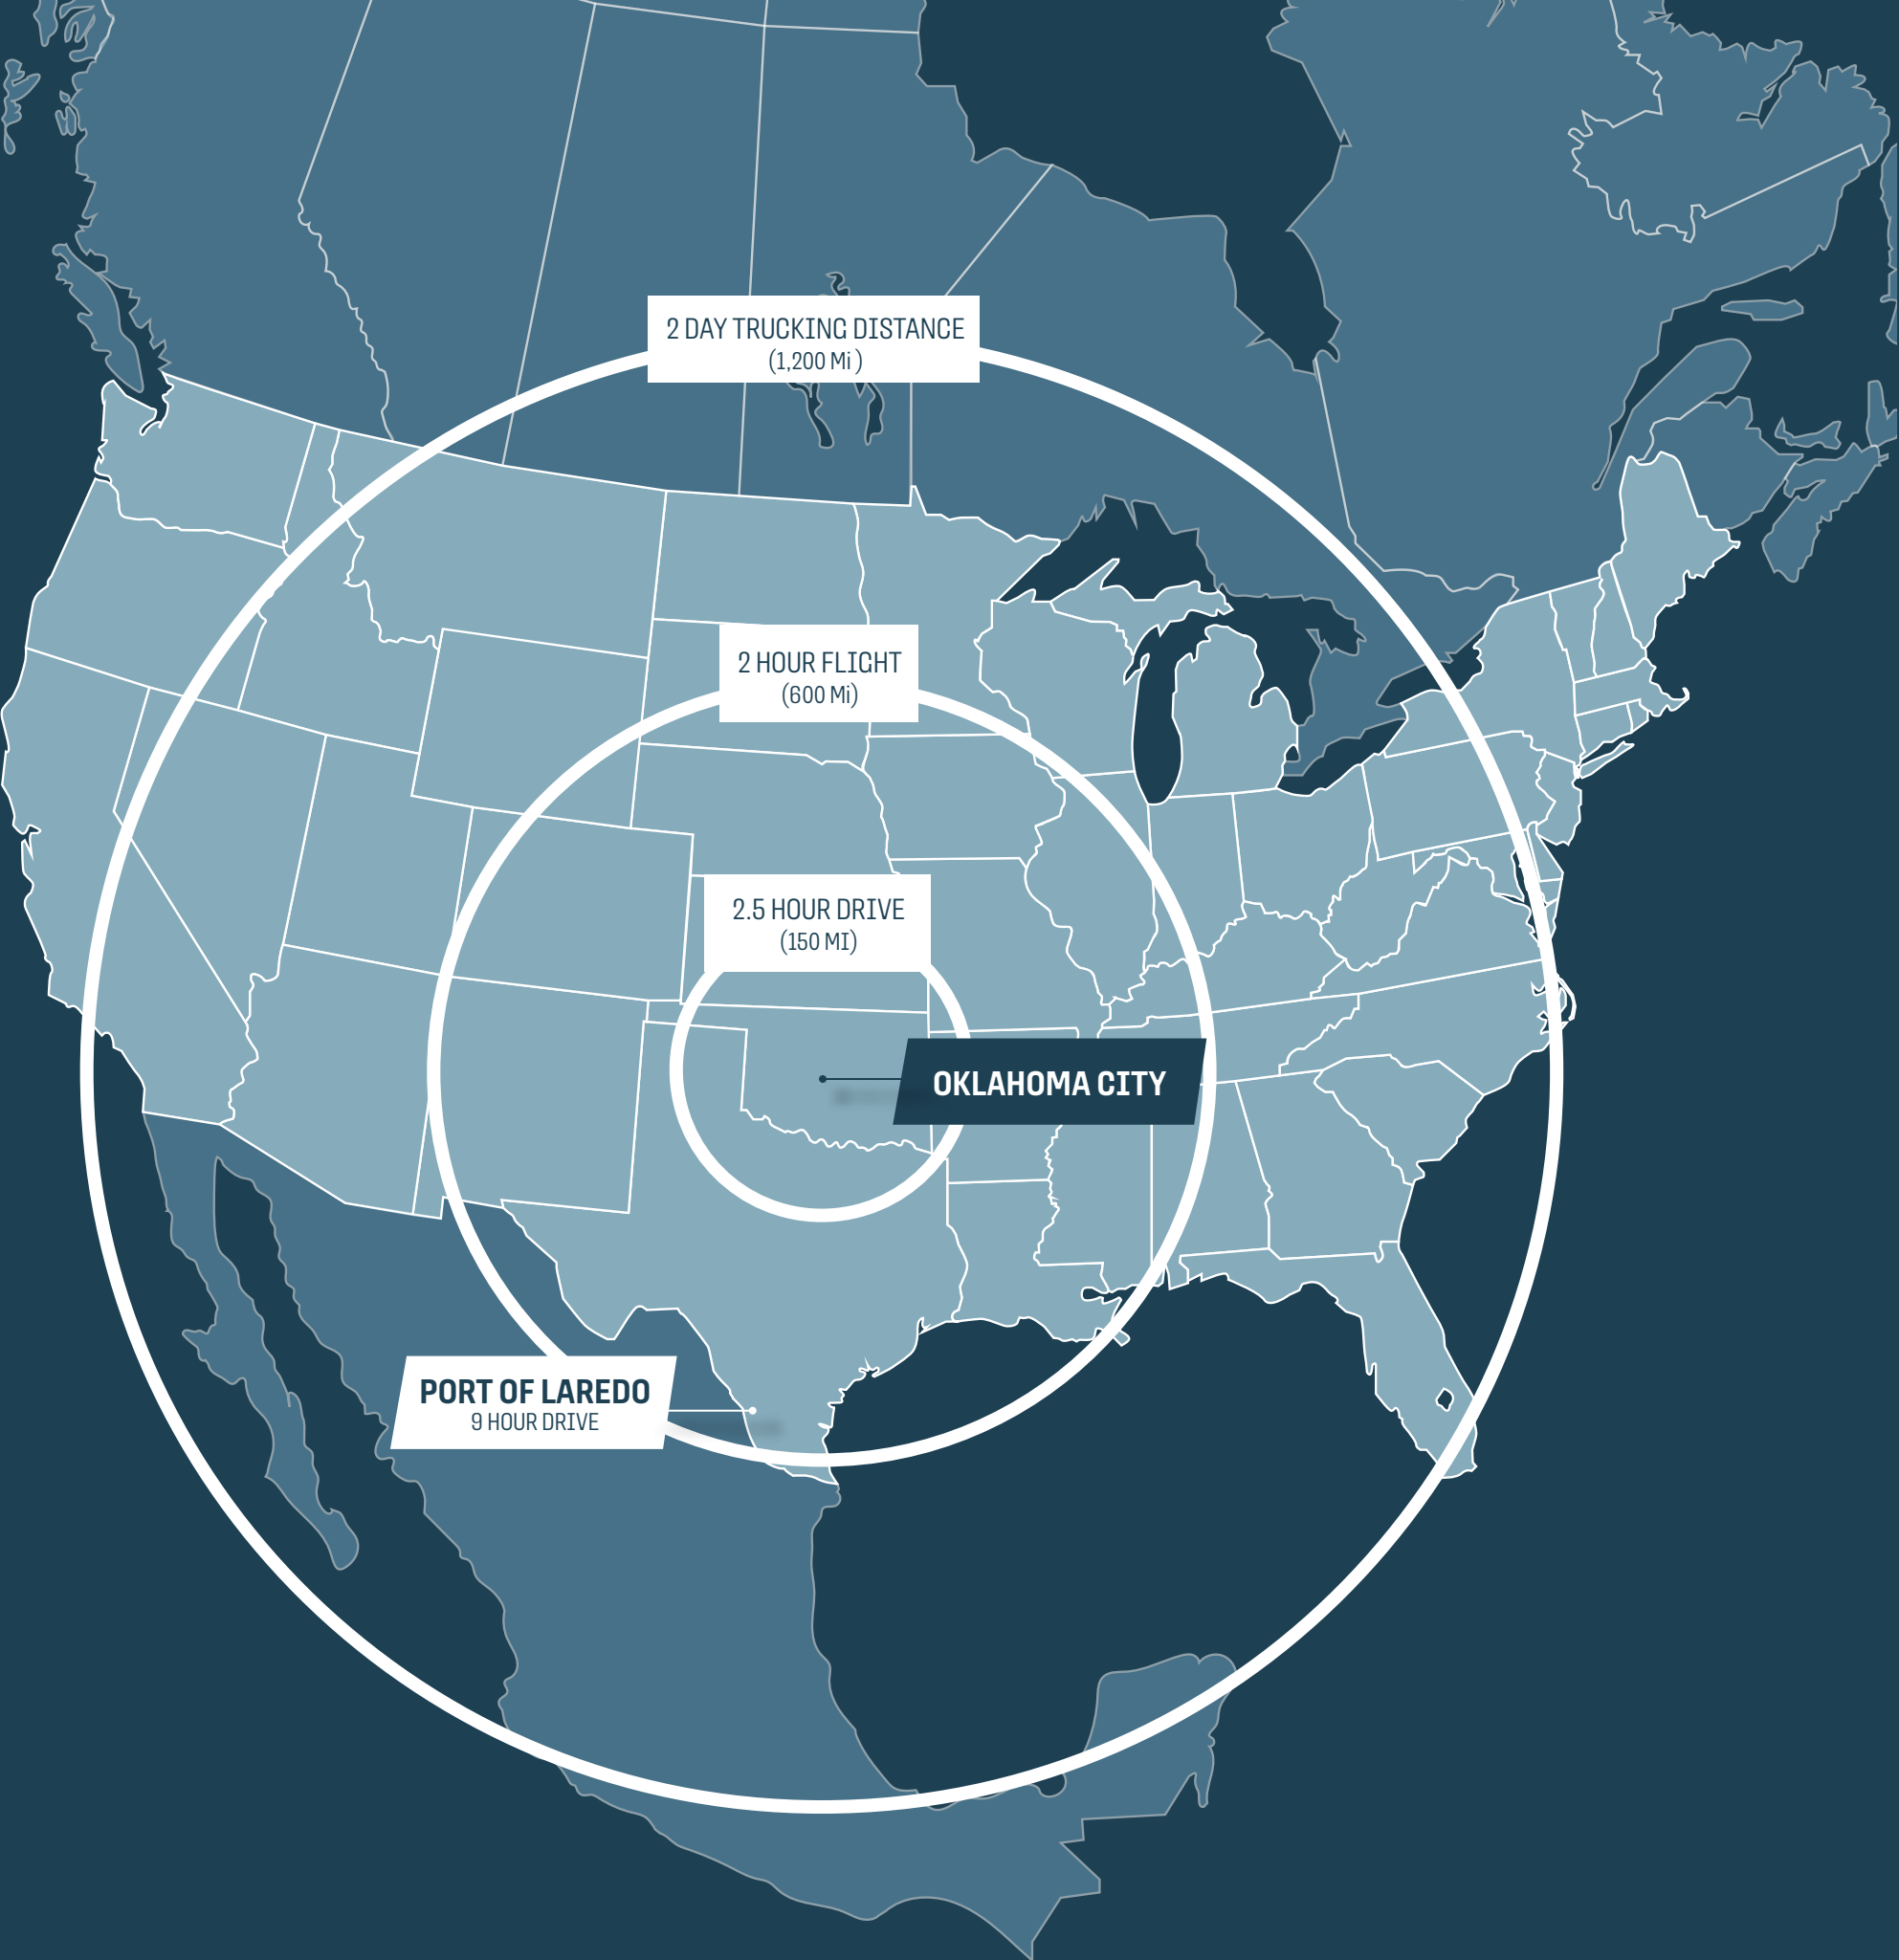 2 DAY TRUCKING DISTANCE
(1,200 Mi )
2 HOUR FLIGHT
(600 Mi)
2.5 HOUR DRIVE
(150 MI)
OKLAHOMA CITY
PORT OF LAREDO
9 HOUR DRIVE